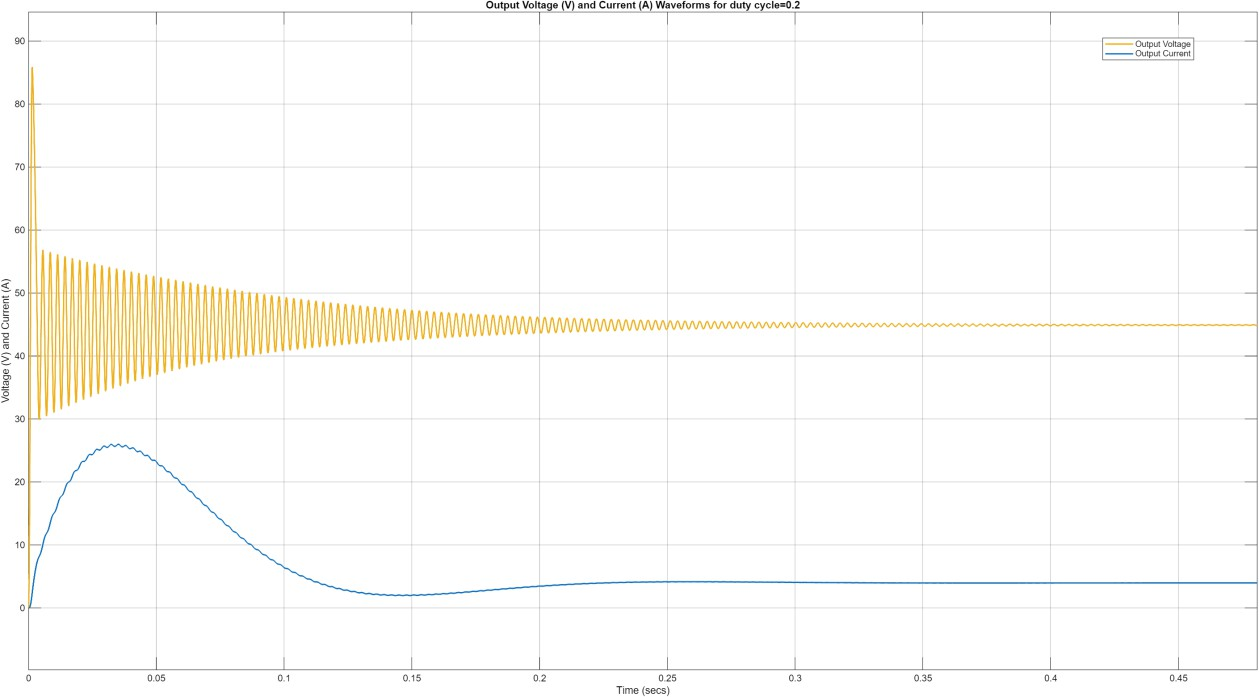 Output Voltage (V) and Current (A) Waveforms for duty cycle=0.2
Output Voltage
Output Current
Voltage (V) and Current (A)
90
80
70
60
50
40
30
20
10
0
0 0.05 0.1 0.15 0.2 0.25 0.3 0.35 0.4 0.45
Time (secs)